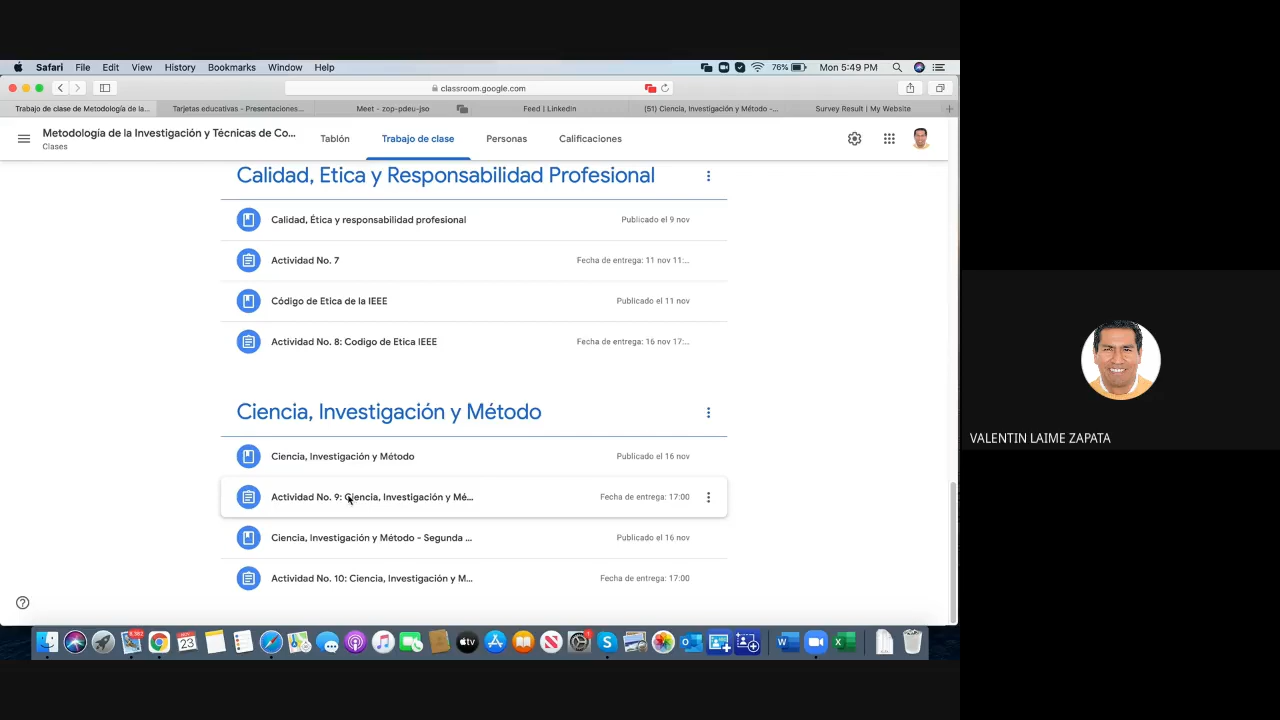 Safari File Edit View History Bookmarks Window Help 76% Mon 5:49 PM
classroom.google.com
Trabajo de clase de Metodología de la... Tarjetas educativas - Presentaciones... Meet - zop-pdeu-jso Feed | LinkedIn (51) Ciencia, Investigación y Método -... Survey Result | My Website
Metodología de la Investigación y Técnicas de Co...
Clases
Tablón Trabajo de clase Personas Calificaciones
Calidad, Etica y Responsabilidad Profesional
Calidad, Ética y responsabilidad profesional Publicado el 9 nov
Actividad No. 7 Fecha de entrega: 11 nov 11:...
Código de Etica de la IEEE Publicado el 11 nov
Actividad No. 8: Codigo de Etica IEEE Fecha de entrega: 16 nov 17:...
Ciencia, Investigación y Método
Ciencia, Investigación y Método Publicado el 16 nov
Actividad No. 9: Ciencia, Investigación y Mé... Fecha de entrega: 17:00
Ciencia, Investigación y Método - Segunda ... Publicado el 16 nov
Actividad No. 10: Ciencia, Investigación y M... Fecha de entrega: 17:00
VALENTIN LAIME ZAPATA
23
tv